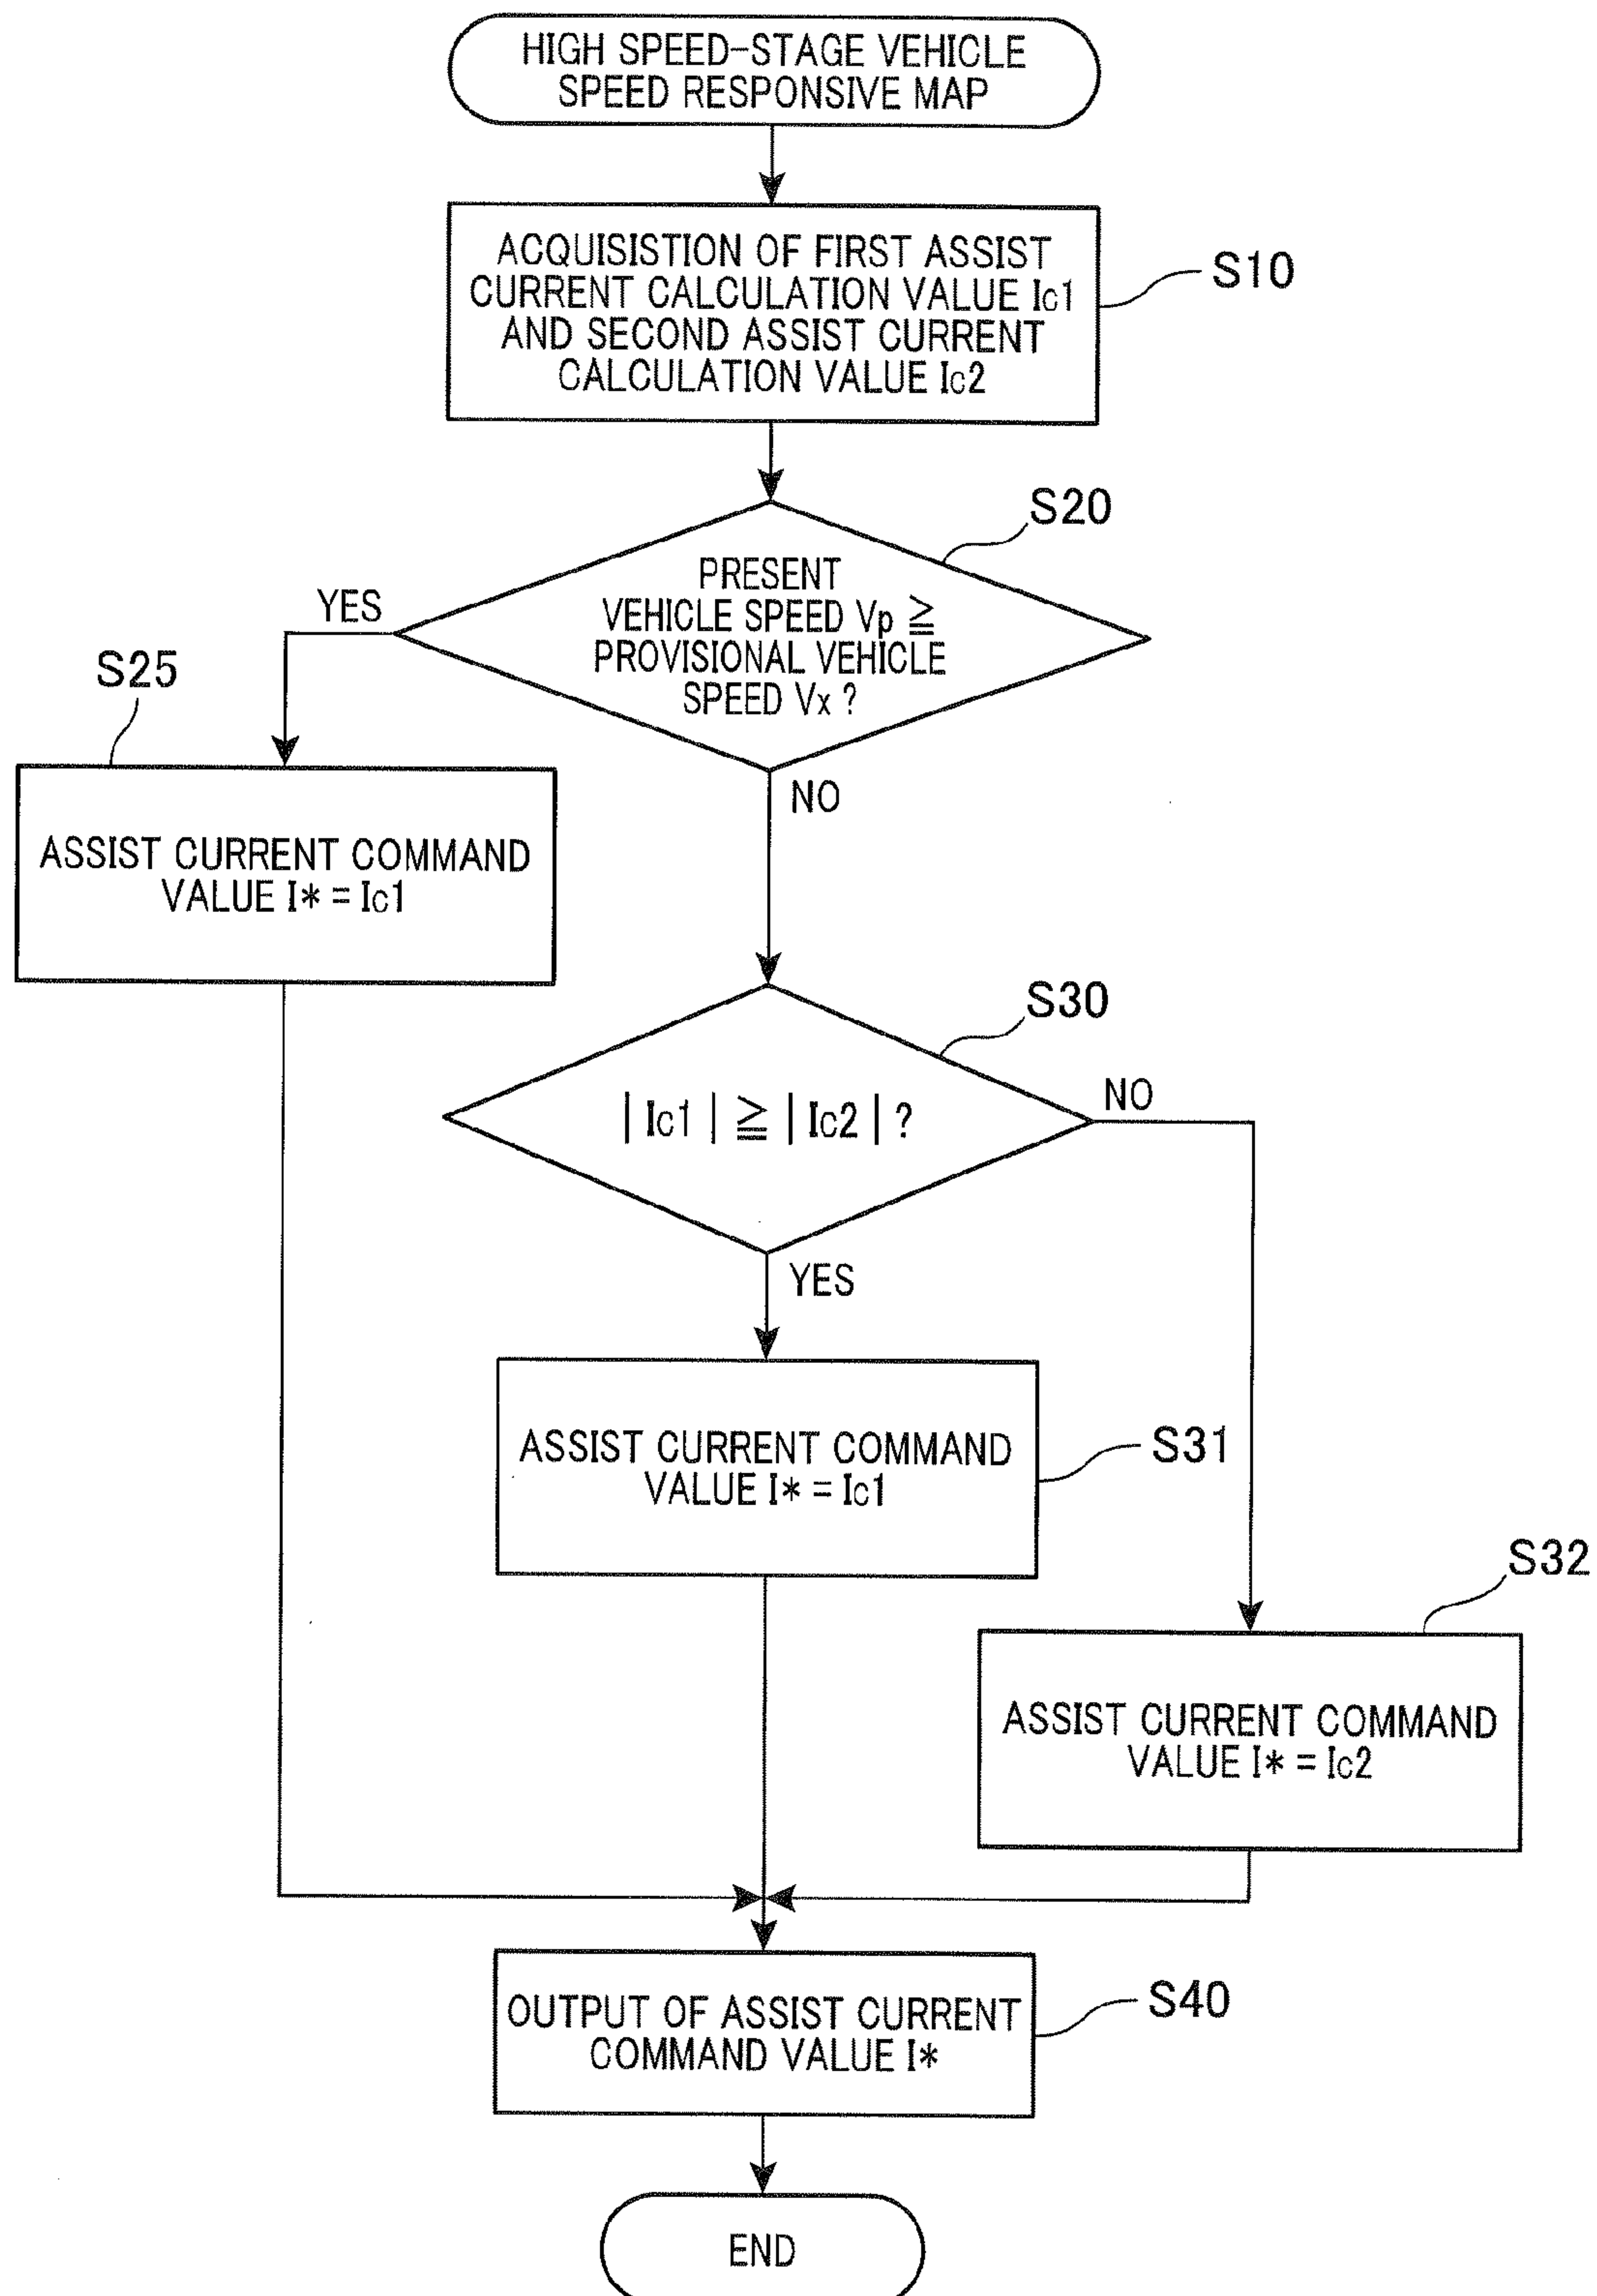 HIGH SPEED-STAGE VEHICLE
SPEED RESPONSIVE MAP
ACQUISISTION OF FIRST ASSIST
CURRENT CALCULATION VALUE Ic1
AND SECOND ASSIST CURRENT
CALCULATION VALUE Ic2
S10
S20
PRESENT
VEHICLE SPEED Vp ≧
PROVISIONAL VEHICLE
SPEED Vx ?
YES
S25
NO
ASSIST CURRENT COMMAND
VALUE I* = Ic1
S30
| Ic1 | ≧ | Ic2 | ?
NO
YES
ASSIST CURRENT COMMAND
VALUE I* = Ic1
S31
S32
ASSIST CURRENT COMMAND
VALUE I* = Ic2
OUTPUT OF ASSIST CURRENT
COMMAND VALUE I*
S40
END